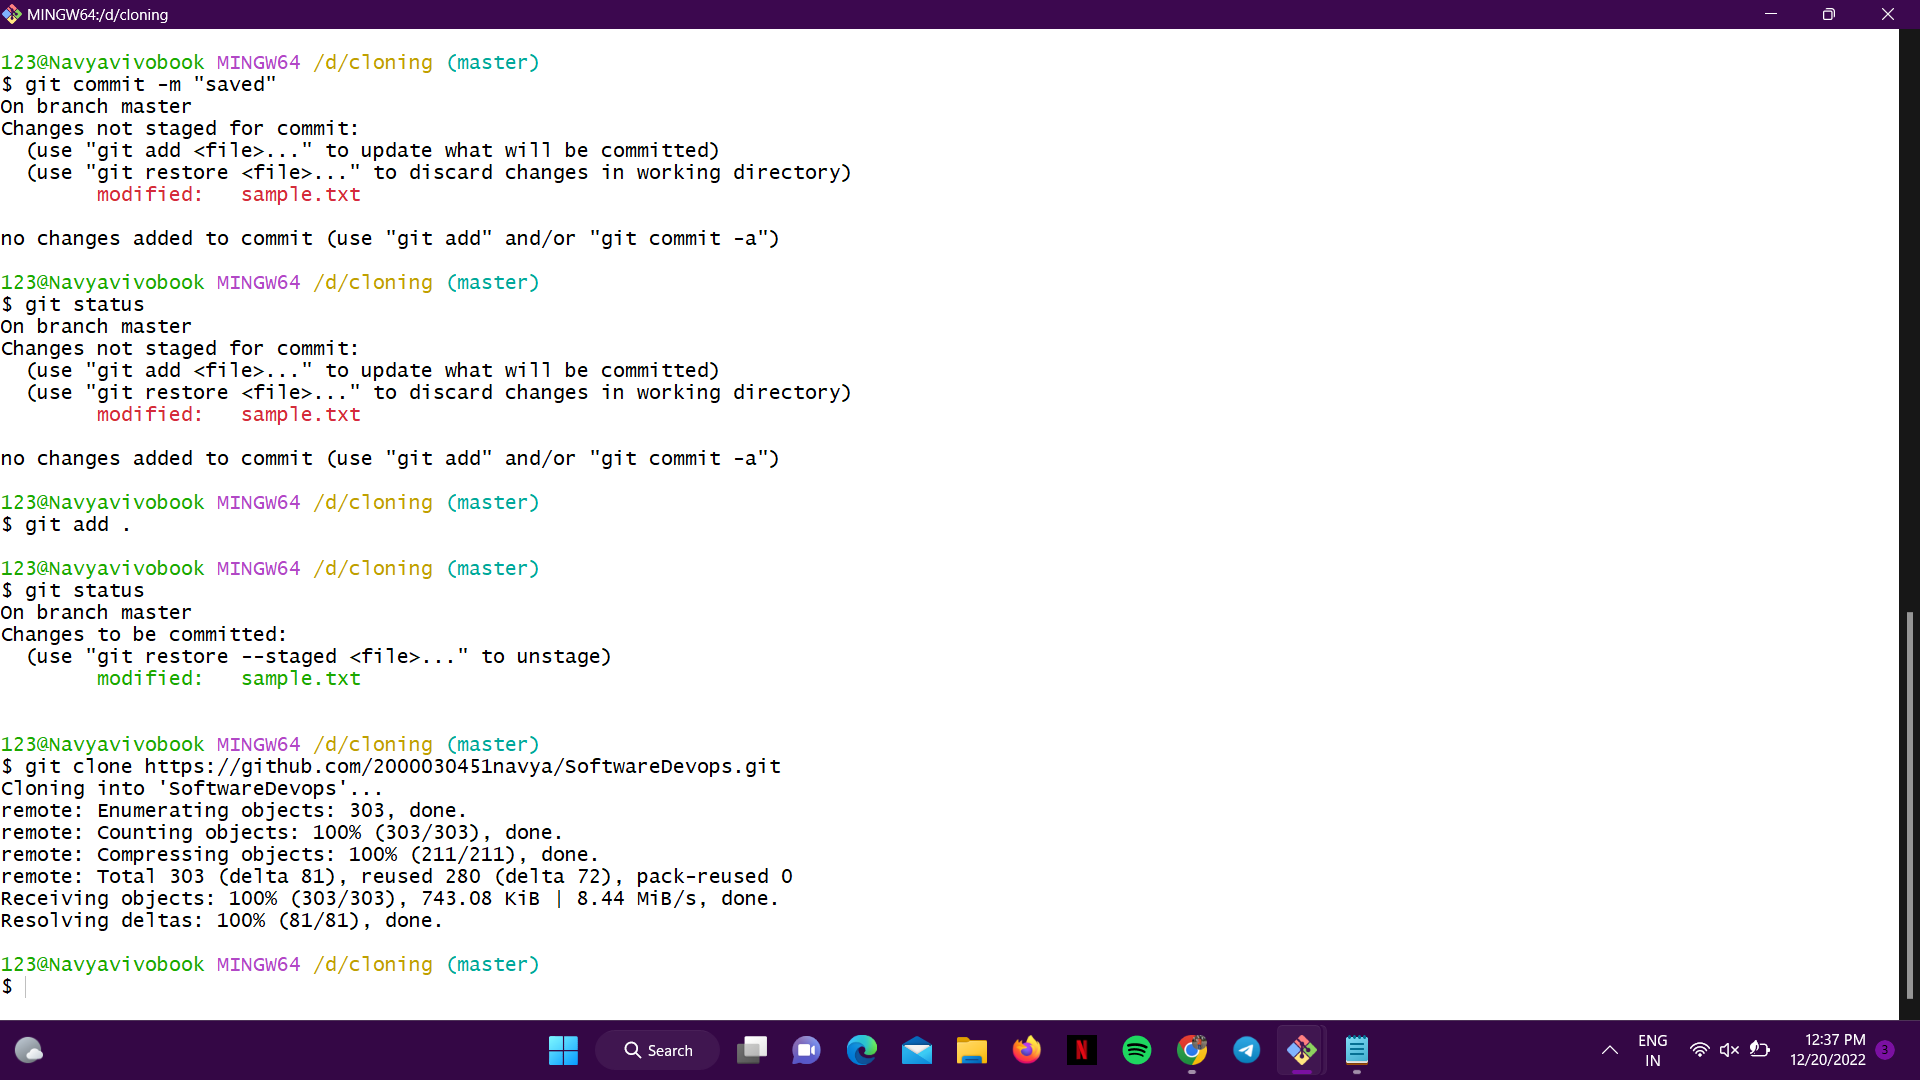 MINGW64:/d/cloning
123@Navyavivobook MINGW64 /d/cloning (master)
$ git commit -m "saved"
On branch master
Changes not staged for commit:
  (use "git add <file>..." to update what will be committed)
  (use "git restore <file>..." to discard changes in working directory)
        modified:   sample.txt

no changes added to commit (use "git add" and/or "git commit -a")

123@Navyavivobook MINGW64 /d/cloning (master)
$ git status
On branch master
Changes not staged for commit:
  (use "git add <file>..." to update what will be committed)
  (use "git restore <file>..." to discard changes in working directory)
        modified:   sample.txt

no changes added to commit (use "git add" and/or "git commit -a")

123@Navyavivobook MINGW64 /d/cloning (master)
$ git add .

123@Navyavivobook MINGW64 /d/cloning (master)
$ git status
On branch master
Changes to be committed:
  (use "git restore --staged <file>..." to unstage)
        modified:   sample.txt


123@Navyavivobook MINGW64 /d/cloning (master)
$ git clone https://github.com/2000030451navya/SoftwareDevops.git
Cloning into 'SoftwareDevops'...
remote: Enumerating objects: 303, done.
remote: Counting objects: 100% (303/303), done.
remote: Compressing objects: 100% (211/211), done.
remote: Total 303 (delta 81), reused 280 (delta 72), pack-reused 0
Receiving objects: 100% (303/303), 743.08 KiB | 8.44 MiB/s, done.
Resolving deltas: 100% (81/81), done.

123@Navyavivobook MINGW64 /d/cloning (master)
$
Search
N
ENG
IN
12:37 PM
12/20/2022
3